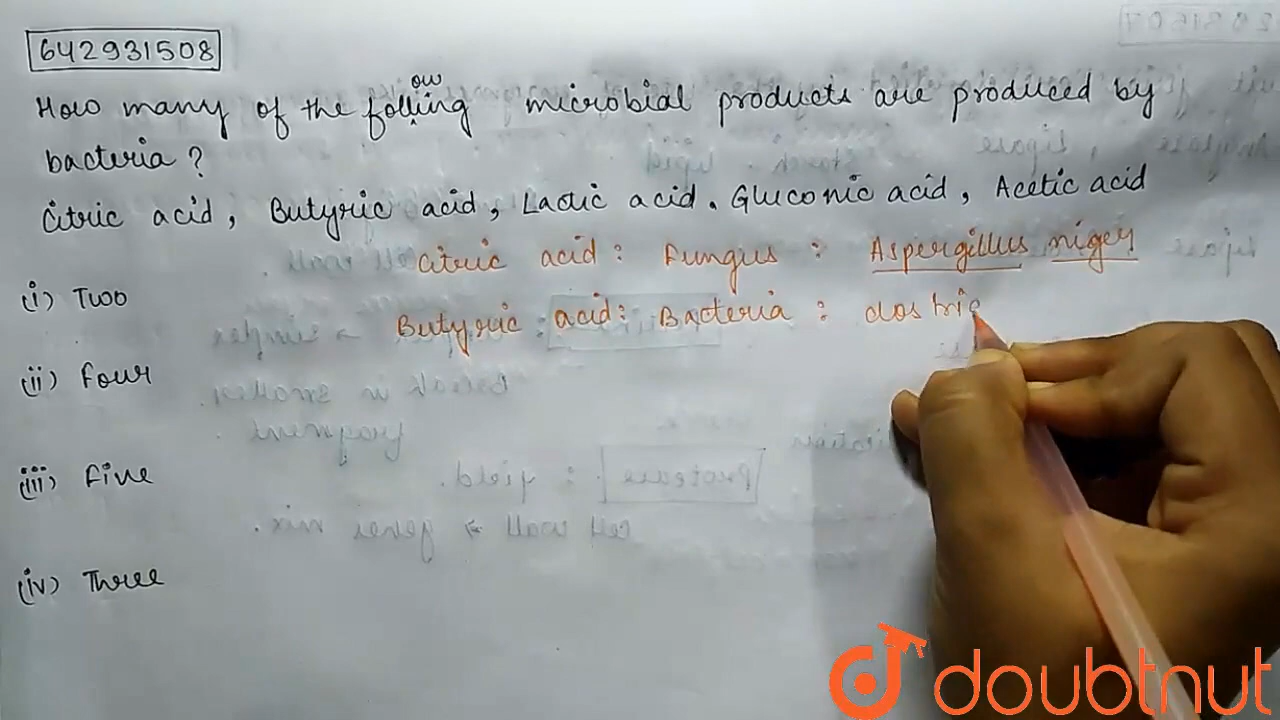 642931508
How many of the following microbial products are produced by
bacteria ?
Citric acid, Butyric acid, Lactic acid. Gluconic acid, Acetic acid
Citric acid : Fungus : Aspergillus niger
(i) Two
Butyric acid : Bacteria : clostrie
(ii) Four
(iii) Five
(iv) Three
doubtnut